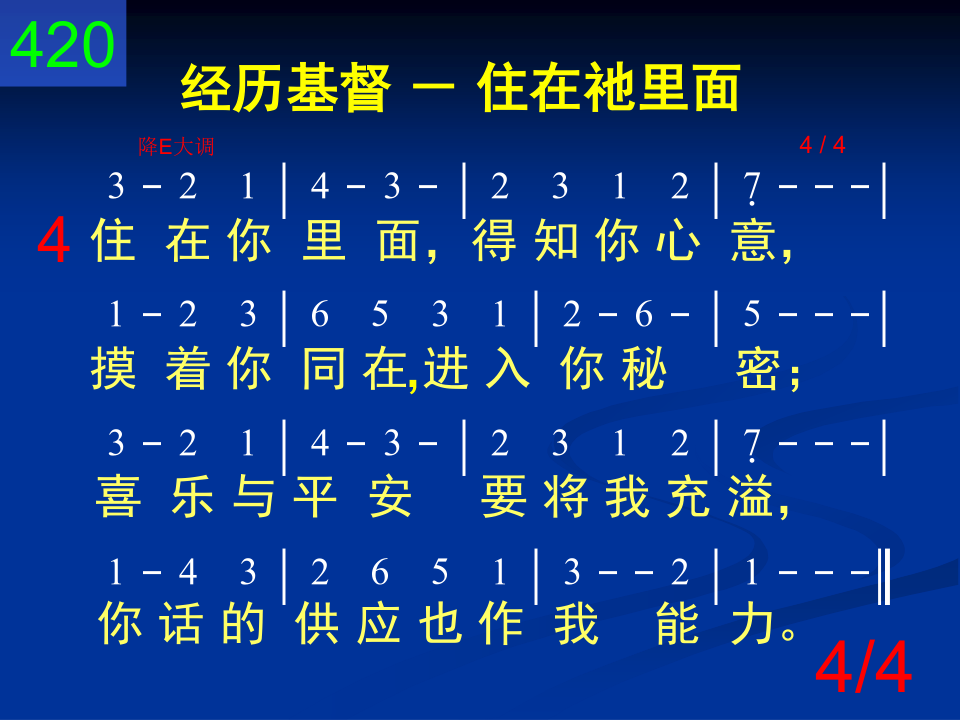 420
经历基督 － 住在祂里面
降E大调 4 / 4
3 － 2 1 | 4 － 3 － | 2 3 1 2 | 7̣ － － － |
4 住 在 你 里 面，得 知 你 心 意，
1 － 2 3 | 6 5 3 1 | 2 － 6 － | 5 － － － |
摸 着 你 同 在,进 入 你 秘 密；
3 － 2 1 | 4 － 3 － | 2 3 1 2 | 7̣ － － － |
喜 乐 与 平 安 要 将 我 充 溢，
1 － 4 3 | 2 6 5 1 | 3 － － 2 | 1 － － － ‖
你 话 的 供 应 也 作 我 能 力。
4/4